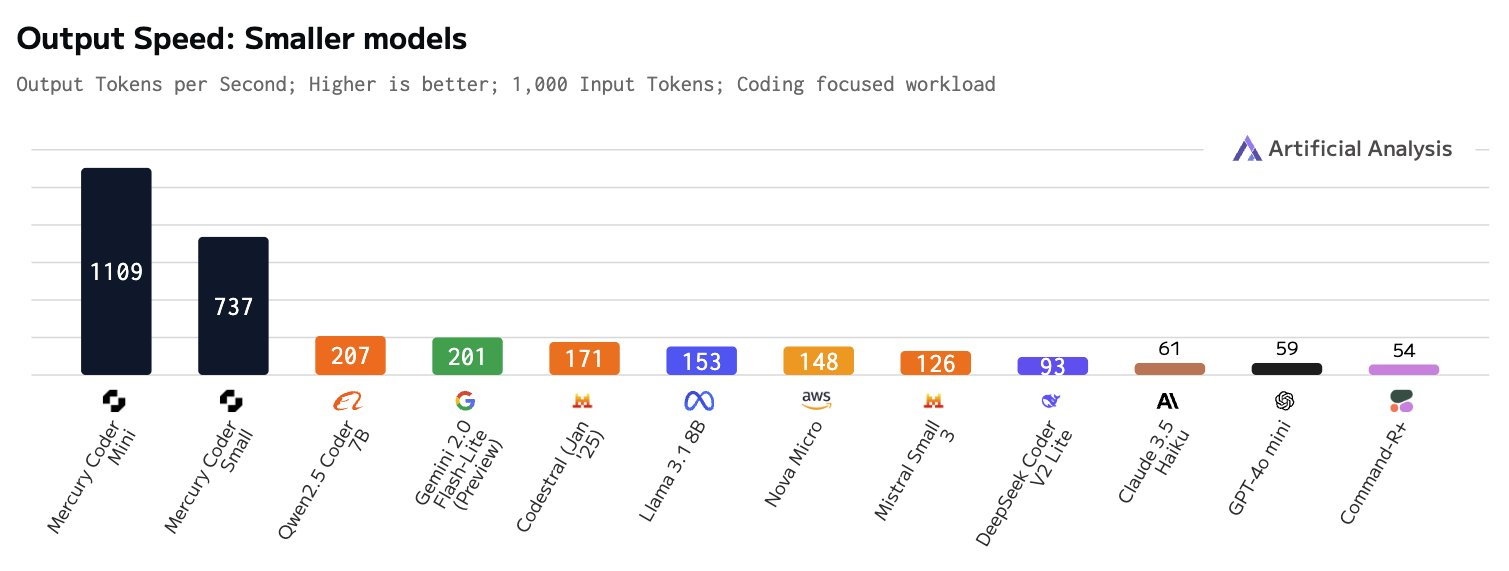 Output Speed: Smaller models
Output Tokens per Second; Higher is better; 1,000 Input Tokens; Coding focused workload
Artificial Analysis
1109
737
207
201
171
153
148
126
93
61
59
54
aws
Mercury Coder
Mini
Mercury Coder
Small
Qwen2.5 Coder
7B
Gemini 2.0
Flash-Lite
(Preview)
Codestral (Jan
'25)
Llama 3.1 8B
Nova Micro
Mistral Small
3
DeepSeek Coder
V2 Lite
Claude 3.5
Haiku
GPT-4o mini
Command-R+